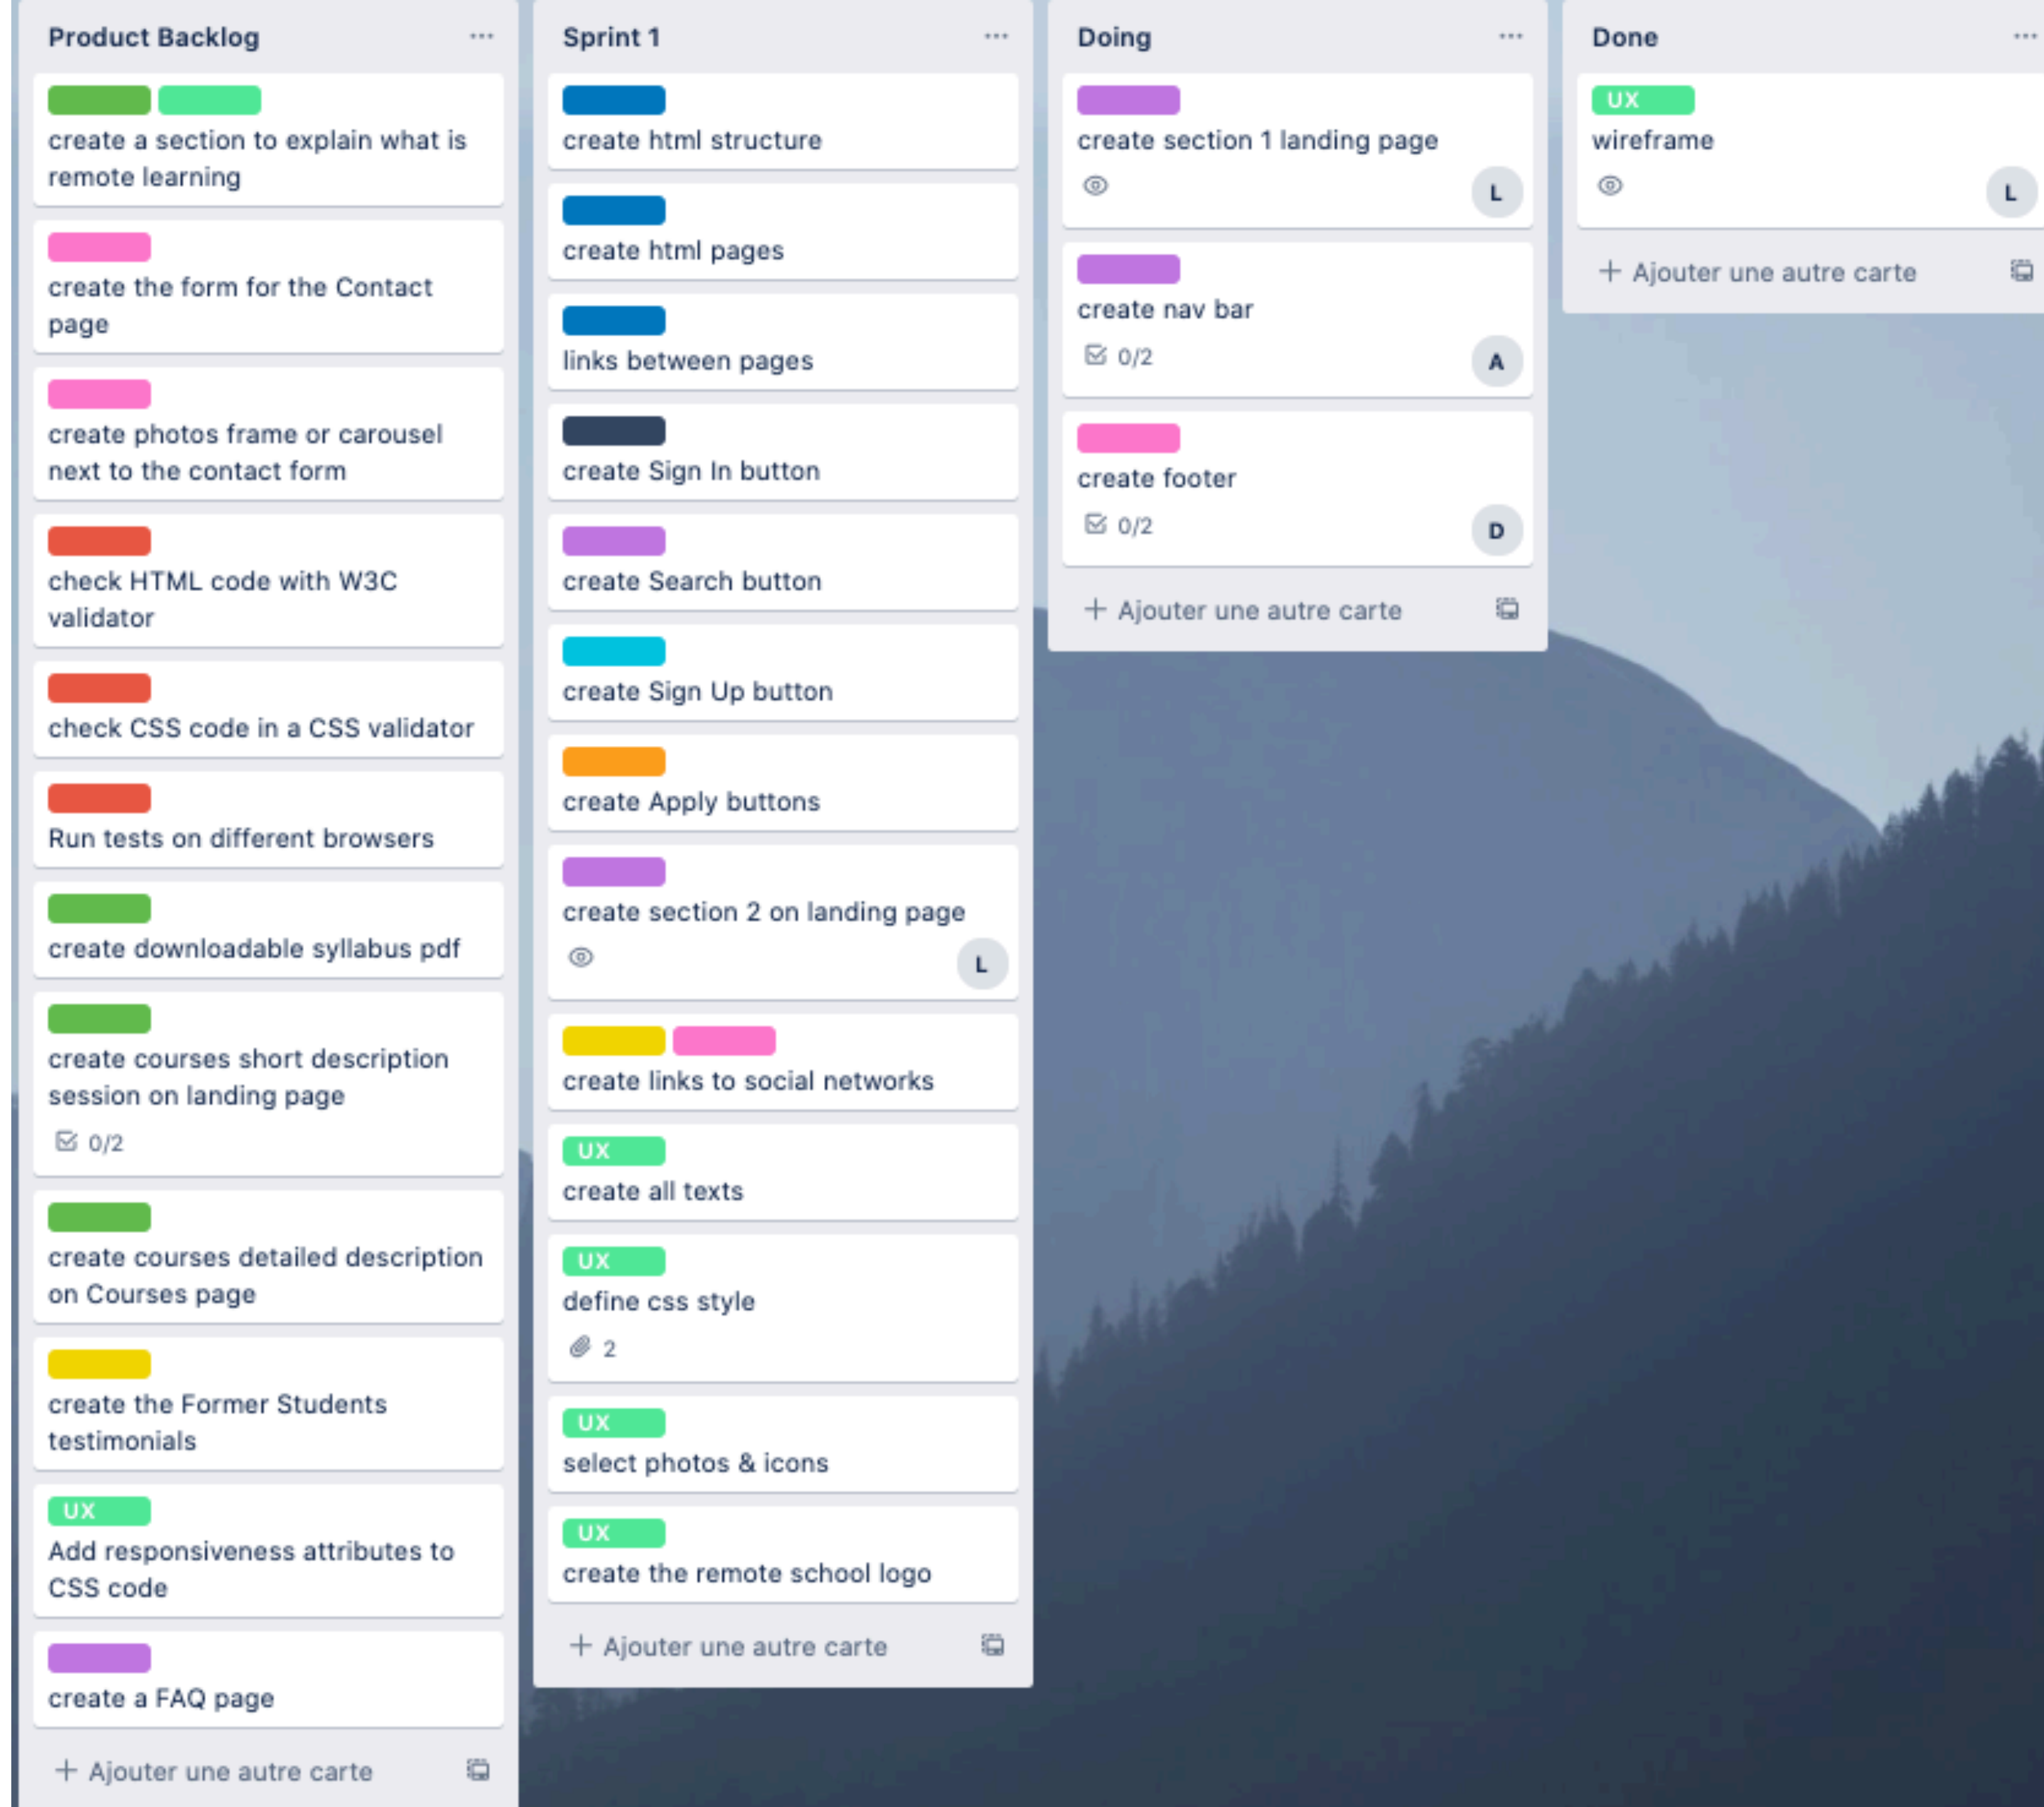 Product Backlog
create a section to explain what is
remote learning
create the form for the Contact
page
create photos frame or carousel
next to the contact form
check HTML code with W3C
validator
check CSS code in a CSS validator
Run tests on different browsers
create downloadable syllabus pdf
create courses short description
session on landing page
0/2
create courses detailed description
on Courses page
create the Former Students
testimonials
UX
Add responsiveness attributes to
CSS code
create a FAQ page
+ Ajouter une autre carte
Sprint 1
create html structure
create html pages
links between pages
create Sign In button
create Search button
create Sign Up button
create Apply buttons
create section 2 on landing page
L
create links to social networks
UX
create all texts
UX
define css style
2
UX
select photos & icons
UX
create the remote school logo
+ Ajouter une autre carte
Doing
create section 1 landing page
L
create nav bar
0/2
A
create footer
0/2
D
+ Ajouter une autre carte
Done
UX
wireframe
L
+ Ajouter une autre carte